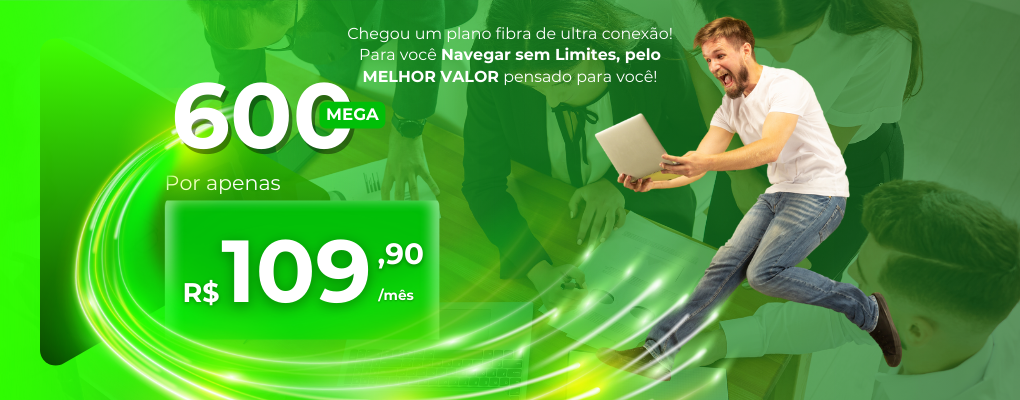 Chegou um plano fibra de ultra conexão!
Para você Navegar sem Limites, pelo
MELHOR VALOR pensado para você!
600 MEGA
Por apenas
R$109,90
/mês